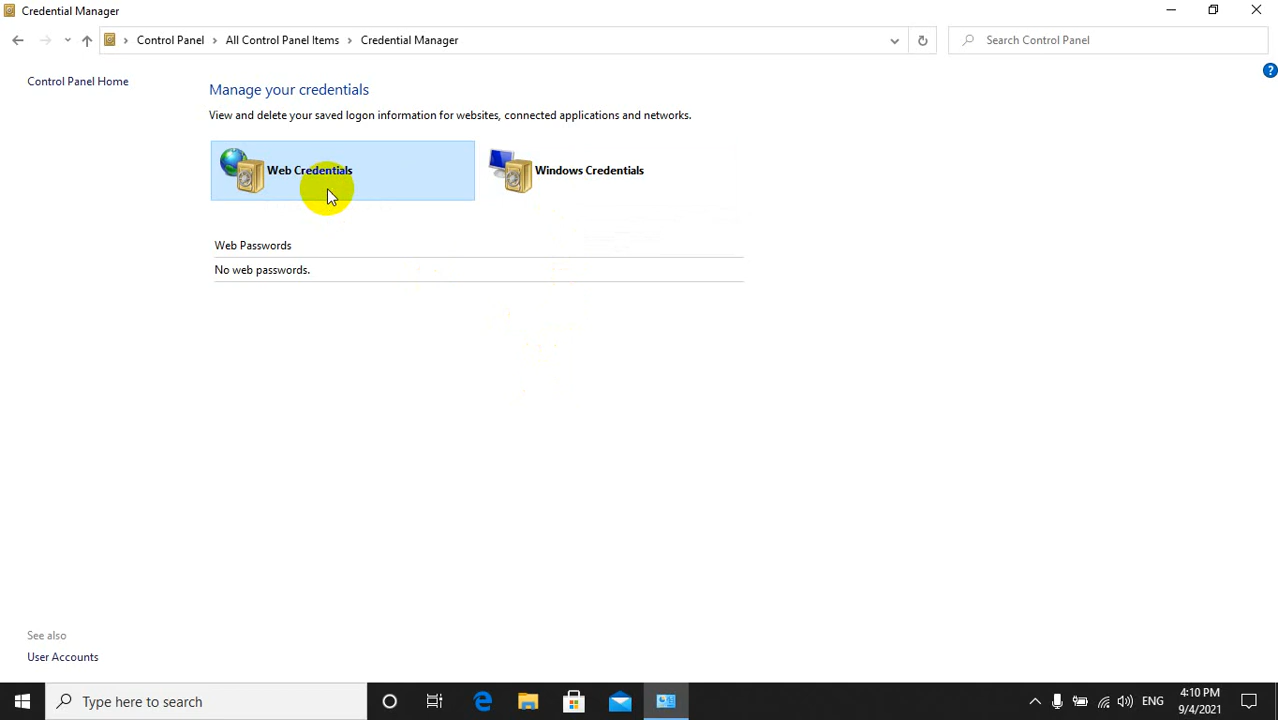 Credential Manager
Control Panel > All Control Panel Items > Credential Manager
Search Control Panel
Control Panel Home
Manage your credentials
View and delete your saved logon information for websites, connected applications and networks.
Web Credentials
Windows Credentials
Web Passwords
No web passwords.
See also
User Accounts
Type here to search
ENG
4:10 PM
9/4/2021